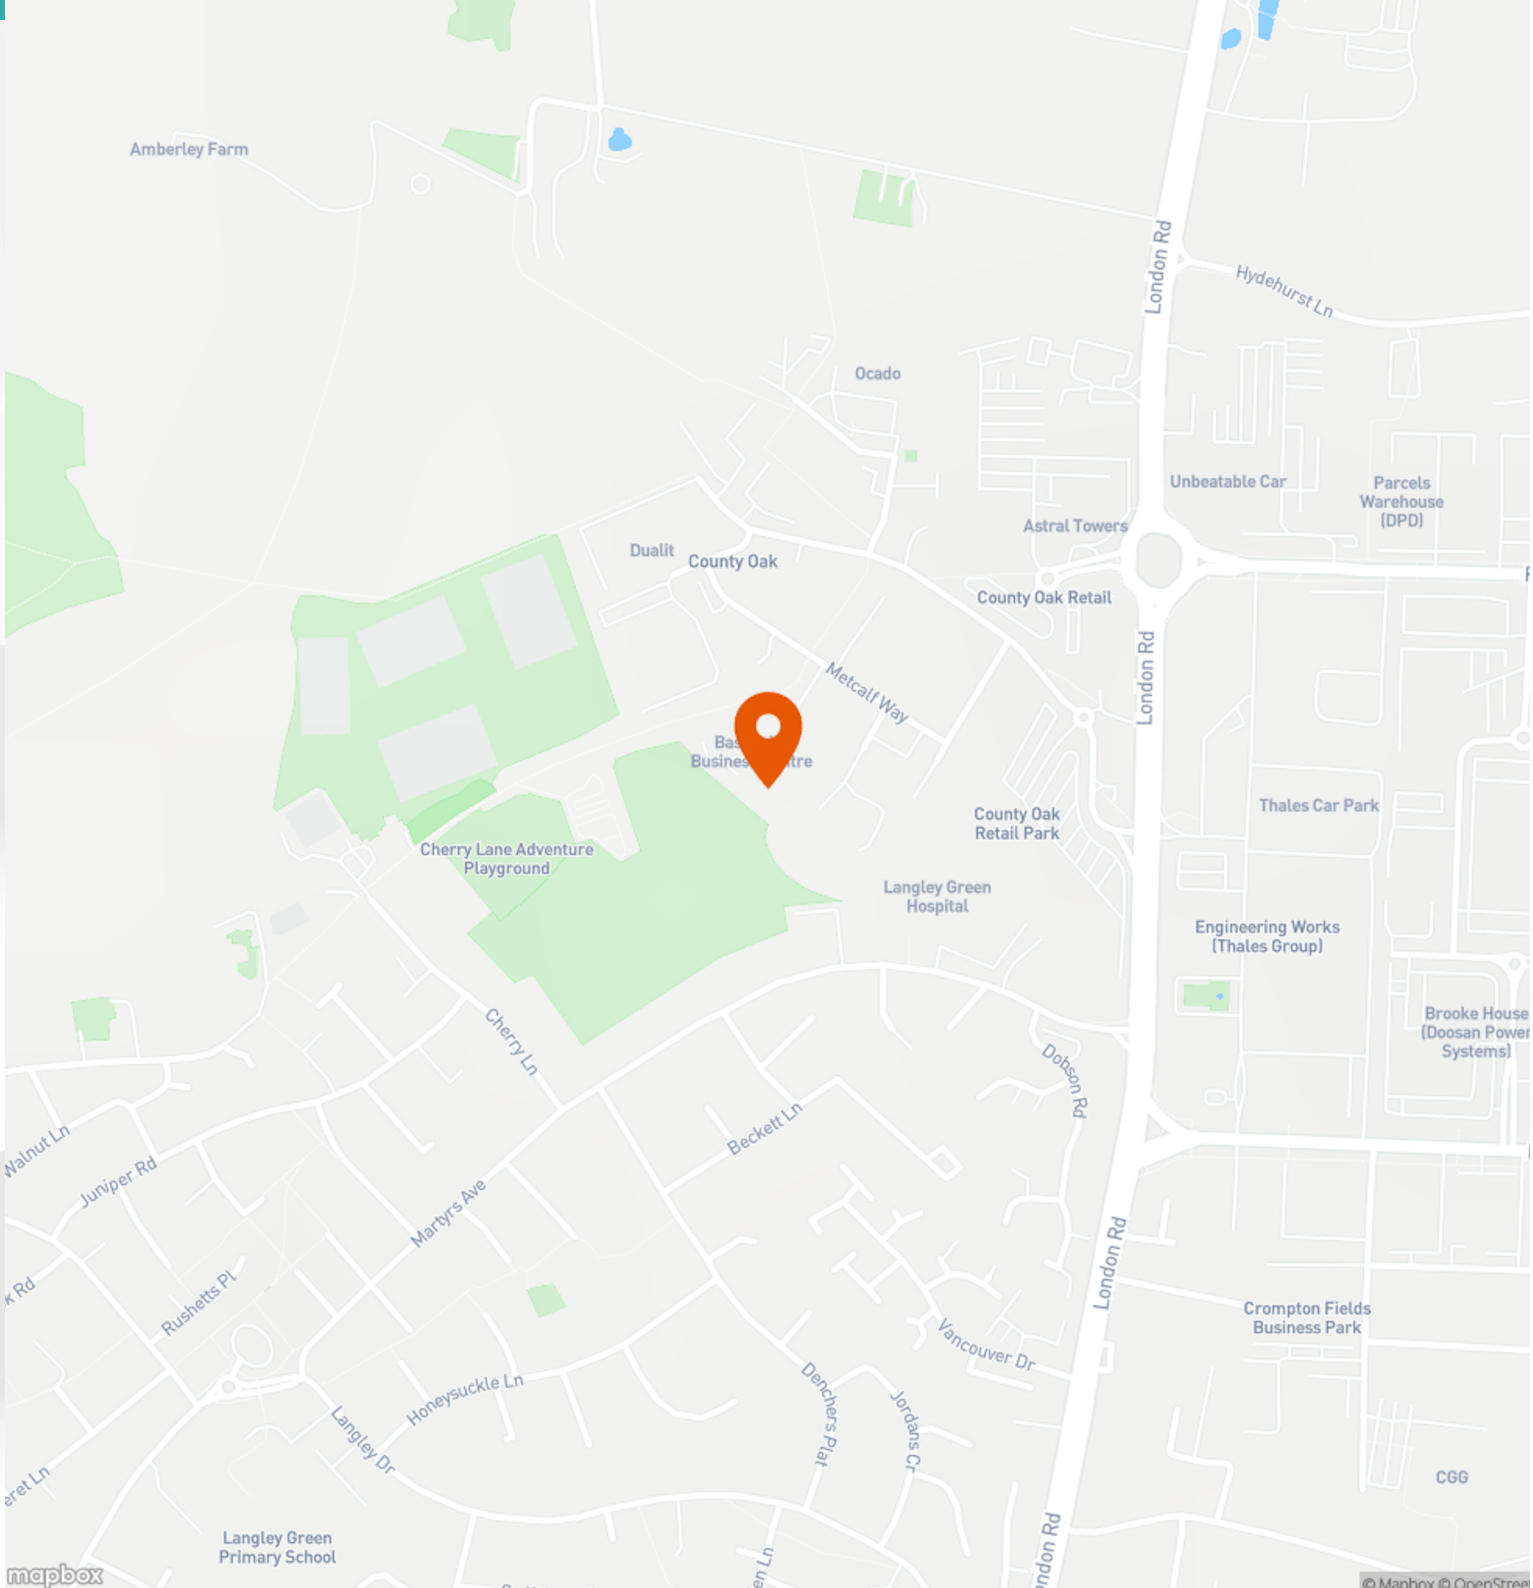 Amberley Farm
London Rd
Hydehurst Ln
Ocado
Unbeatable Car
Parcels
Warehouse
(DPD)
Astral Towers
Dualit
County Oak
County Oak Retail
London Rd
Metcalf Way
Thales Car Park
County Oak
Retail Park
Cherry Lane Adventure
Playground
Langley Green
Hospital
Engineering Works
(Thales Group)
Brooke House
(Doosan Power
Systems)
Cherry Ln
Dobson Rd
Beckett Ln
Walnut Ln
Juniper Rd
Martyrs Ave
London Rd
Rushetts Pl
Crompton Fields
Business Park
Vancouver Dr
Honeysuckle Ln
Denchers Plat
Jordans Cr
Langley Dr
CGG
Langley Green
Primary School
mapbox
© Mapbox